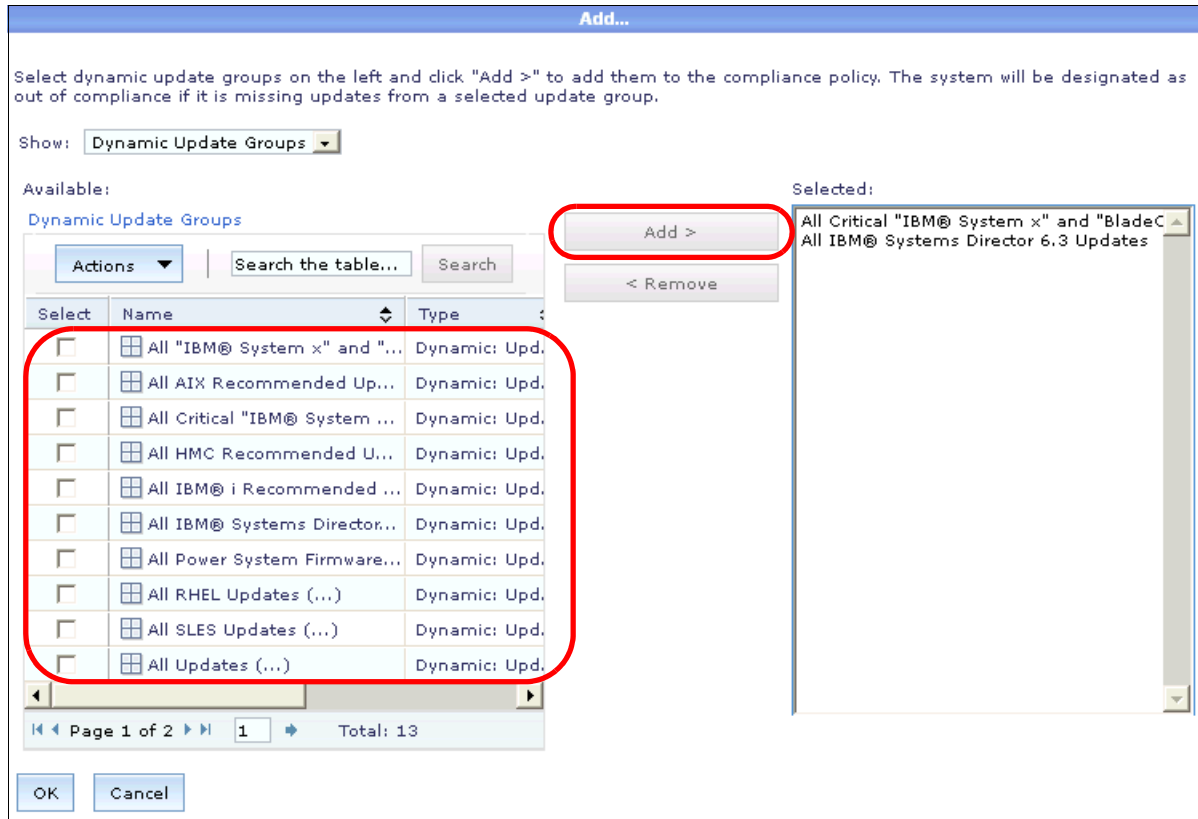 Add...
Select dynamic update groups on the left and click "Add >" to add them to the compliance policy. The system will be designated as
out of compliance if it is missing updates from a selected update group.
Show: Dynamic Update Groups
Available:
Dynamic Update Groups
Actions Search the table... Search
Select Name Type
All "IBM® System x" and "... Dynamic: Upd.
All AIX Recommended Up... Dynamic: Upd.
All Critical "IBM® System ... Dynamic: Upd.
All HMC Recommended U... Dynamic: Upd.
All IBM® i Recommended ... Dynamic: Upd.
All IBM® Systems Director... Dynamic: Upd.
All Power System Firmware... Dynamic: Upd.
All RHEL Updates (...) Dynamic: Upd.
All SLES Updates (...) Dynamic: Upd.
All Updates (...) Dynamic: Upd.
Page 1 of 2 1 Total: 13
Add >
< Remove
Selected:
All Critical "IBM® System x" and "BladeC
All IBM® Systems Director 6.3 Updates
OK Cancel